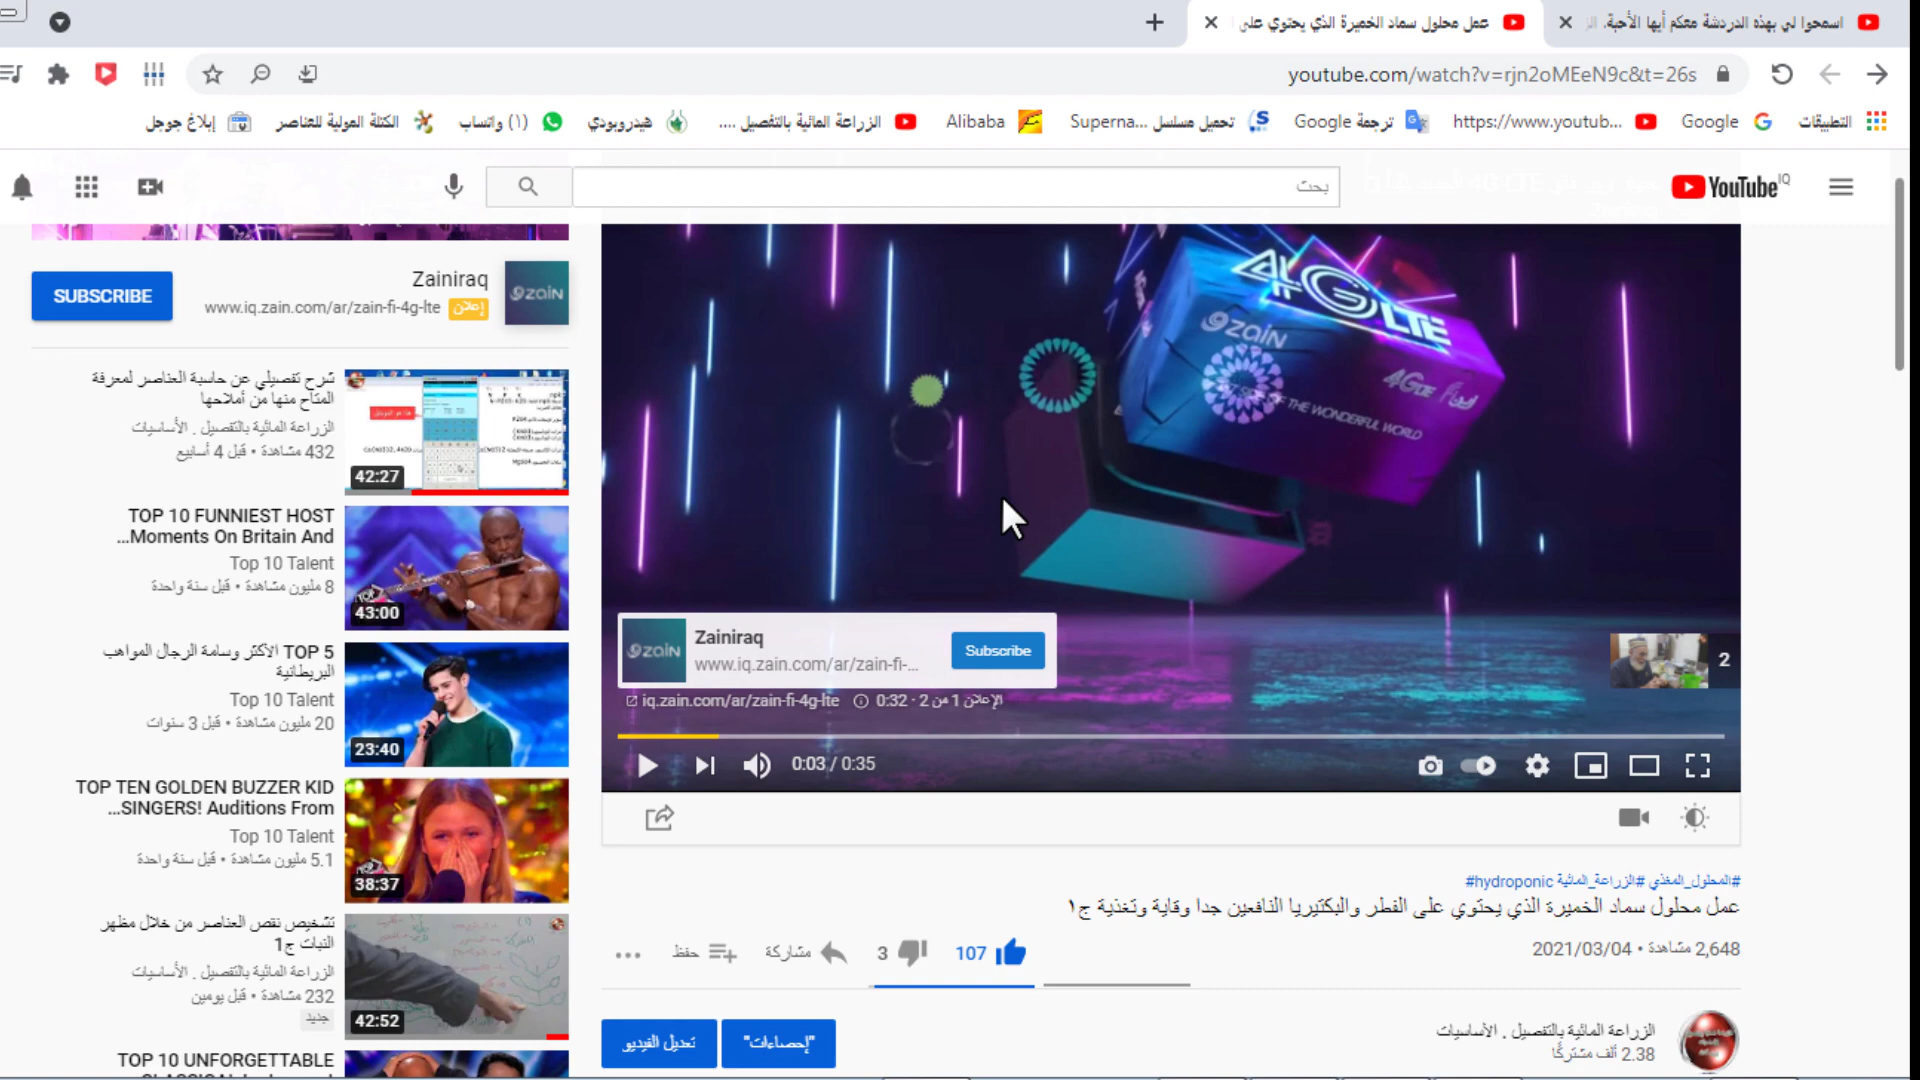 اسمحوا لي بهذه الدردشة معكم أيها الأحبة.
عمل محلول سماد الخميرة الذي يحتوي على
youtube.com/watch?v=rjn2oMEeN9c&t=26s
التطبيقات
Google
https://www.youtub...
ترجمة Google
تحميل مسلسل Superna...
Alibaba
الزراعة المائية بالتفصيل ....
هيدروبودي
(١) واتساب
الكتلة المولية للعناصر
إبلاغ جوجل
YouTube IQ
بحث
Zainiraq
zain
SUBSCRIBE
إعلان www.iq.zain.com/ar/zain-fi-4g-lte
4G LTE
zain
4G LTE
OF THE WONDERFUL WORLD
شرح تفصيلي عن حاسبة العناصر لمعرفة
المتاح منها من أملاحها
الزراعة المائية بالتفصيل . الأساسيات
432 مشاهدة • قبل 4 أسابيع
42:27
TOP 10 FUNNIEST HOST
...Moments On Britain And
Top 10 Talent
8 مليون مشاهدة • قبل سنة واحدة
43:00
TOP 5 الأكثر وسامة الرجال المواهب
البريطانية
Top 10 Talent
20 مليون مشاهدة • قبل 3 سنوات
23:40
TOP TEN GOLDEN BUZZER KID
...SINGERS! Auditions From
Top 10 Talent
5.1 مليون مشاهدة • قبل سنة واحدة
38:37
تشخيص نقص العناصر من خلال مظهر
النبات ج1
الزراعة المائية بالتفصيل . الأساسيات
232 مشاهدة • قبل يومين
جديد
42:52
TOP 10 UNFORGETTABLE
zain
Zainiraq
www.iq.zain.com/ar/zain-fi-...
Subscribe
2
الإعلان 1 من 2 · 0:32
iq.zain.com/ar/zain-fi-4g-lte
0:03 / 0:35
#المحلول_المغذي #الزراعة_المائية #hydroponic
عمل محلول سماد الخميرة الذي يحتوي على الفطر والبكتيريا النافعين جدا وقاية وتغذية ج١
2,648 مشاهدة • 2021/03/04
107
3
مشاركة
حفظ
الزراعة المائية بالتفصيل . الأساسيات
2.38 ألف مشتركًا
"إحصاءات"
تعديل الفيديو